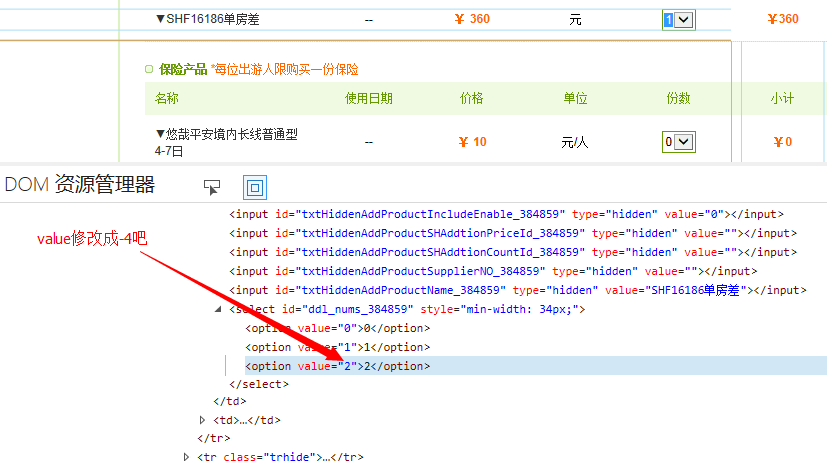 ▼SHF16186单房差 -- ¥ 360 元 1 ¥360
保险产品 *每位出游人限购买一份保险
名称 使用日期 价格 单位 份数 小计
▼悠哉平安境内长线普通型 -- ¥ 10 元/人 0 ¥0
4-7日
DOM 资源管理器
<input id="txtHiddenAddProductIncludeEnable_384859" type="hidden" value="0"></input>
value修改成-4吧
<input id="txtHiddenAddProductSHAddtionPriceId_384859" type="hidden" value=""></input>
<input id="txtHiddenAddProductSHAddtionCountId_384859" type="hidden" value=""></input>
<input id="txtHiddenAddProductSupplierNO_384859" type="hidden" value=""></input>
<input id="txtHiddenAddProductName_384859" type="hidden" value="SHF16186单房差"></input>
<select id="ddl_nums_384859" style="min-width: 34px;">
<option value="0">0</option>
<option value="1">1</option>
<option value="2">2</option>
</select>
</td>
<td>…</td>
</tr>
<tr class="trhide">…</tr>